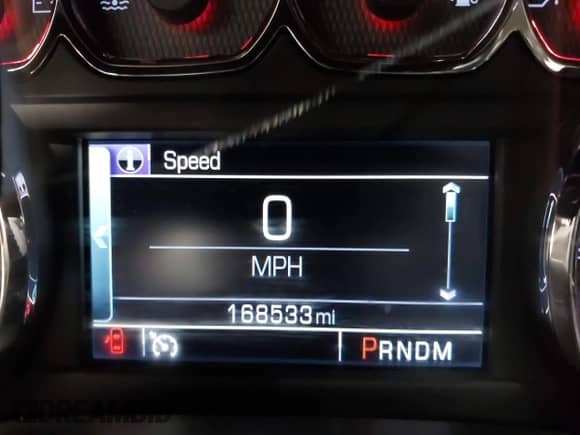 Speed
0
MPH
168533 mi
PRNDM